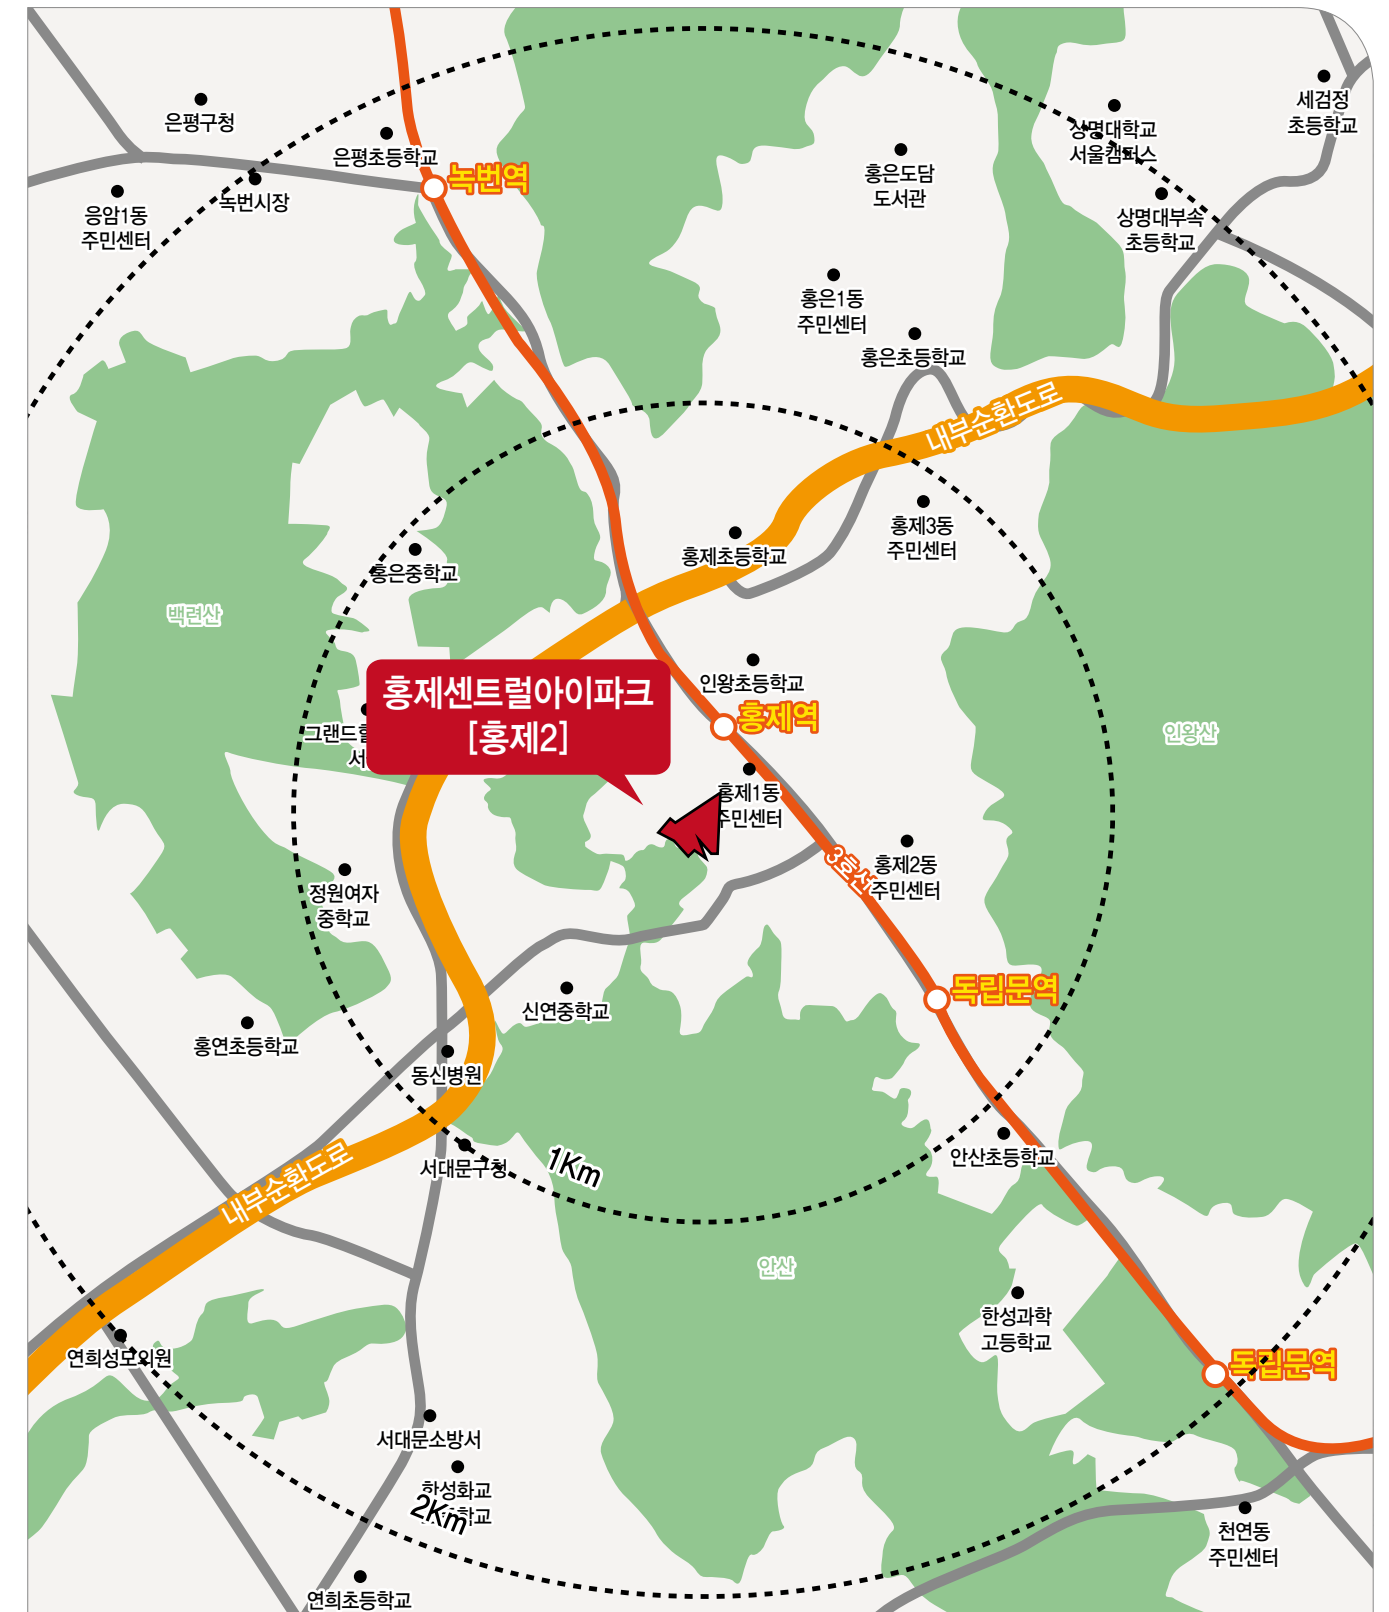 세검정
초등학교
은평구청
상명대학교
서울캠퍼스
은평초등학교
녹번역
홍은도담
도서관
녹번시장
응암1동
주민센터
상명대부속
초등학교
홍은1동
주민센터
홍은초등학교
내부순환도로
홍제3동
주민센터
홍제초등학교
홍은중학교
백련산
인왕초등학교
홍제센트럴아이파크
[홍제2]
홍제역
그랜드힐
서
인왕산
홍제1동
주민센터
3호선
홍제2동
주민센터
정원여자
중학교
독립문역
신연중학교
홍연초등학교
동신병원
안산초등학교
서대문구청
1Km
내부순환도로
안산
한성과학
고등학교
연희성모의원
독립문역
서대문소방서
한성화교
학교
2Km
천연동
주민센터
연희초등학교